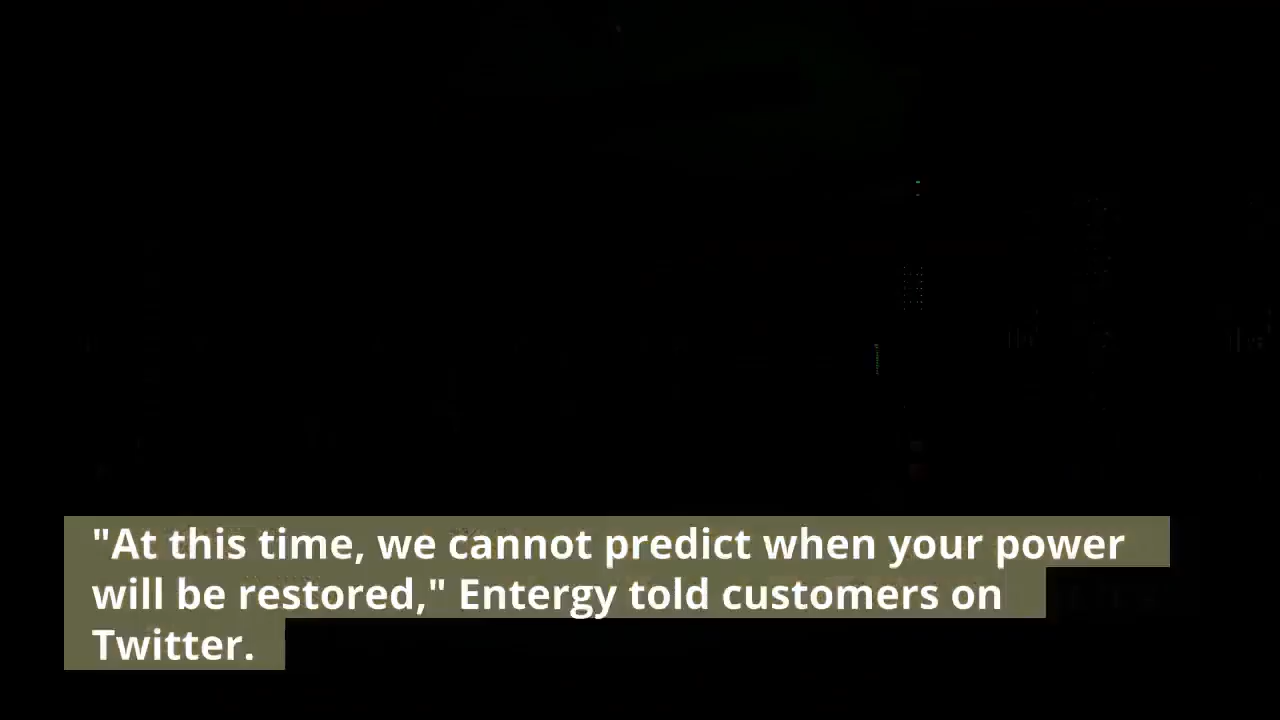 "At this time, we cannot predict when your power
will be restored," Entergy told customers on
Twitter.